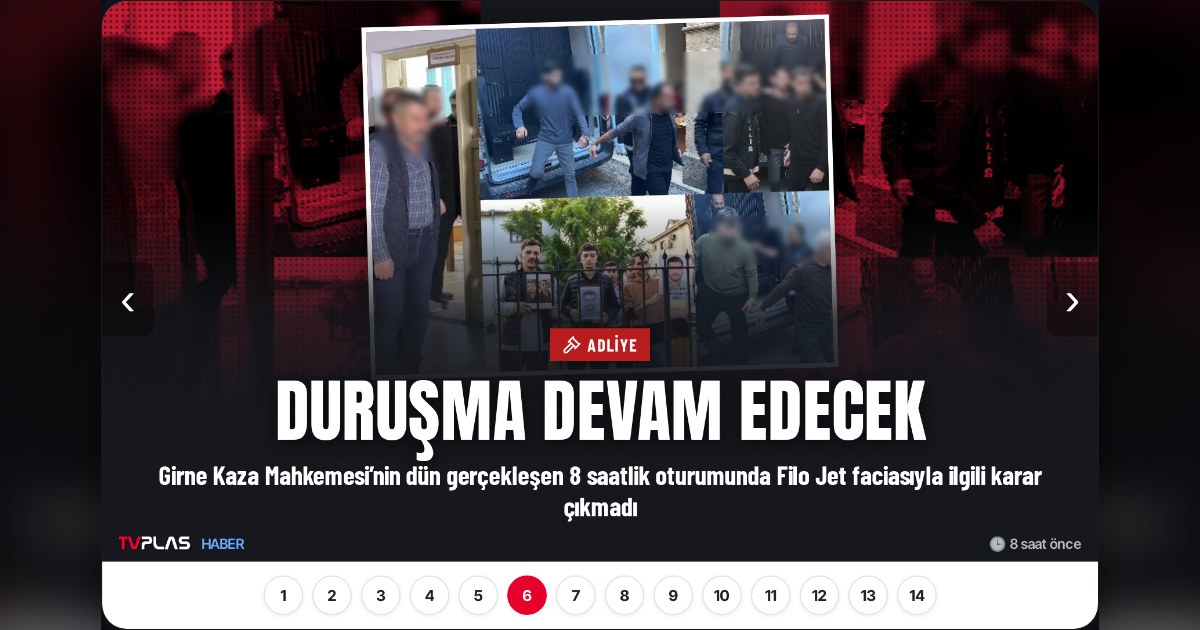 ADLİYE
DURUŞMA DEVAM EDECEK
Girne Kaza Mahkemesi’nin dün gerçekleşen 8 saatlik oturumunda Filo Jet faciasıyla ilgili karar
çıkmadı
TVPLAS HABER
8 saat önce
1 2 3 4 5 6 7 8 9 10 11 12 13 14